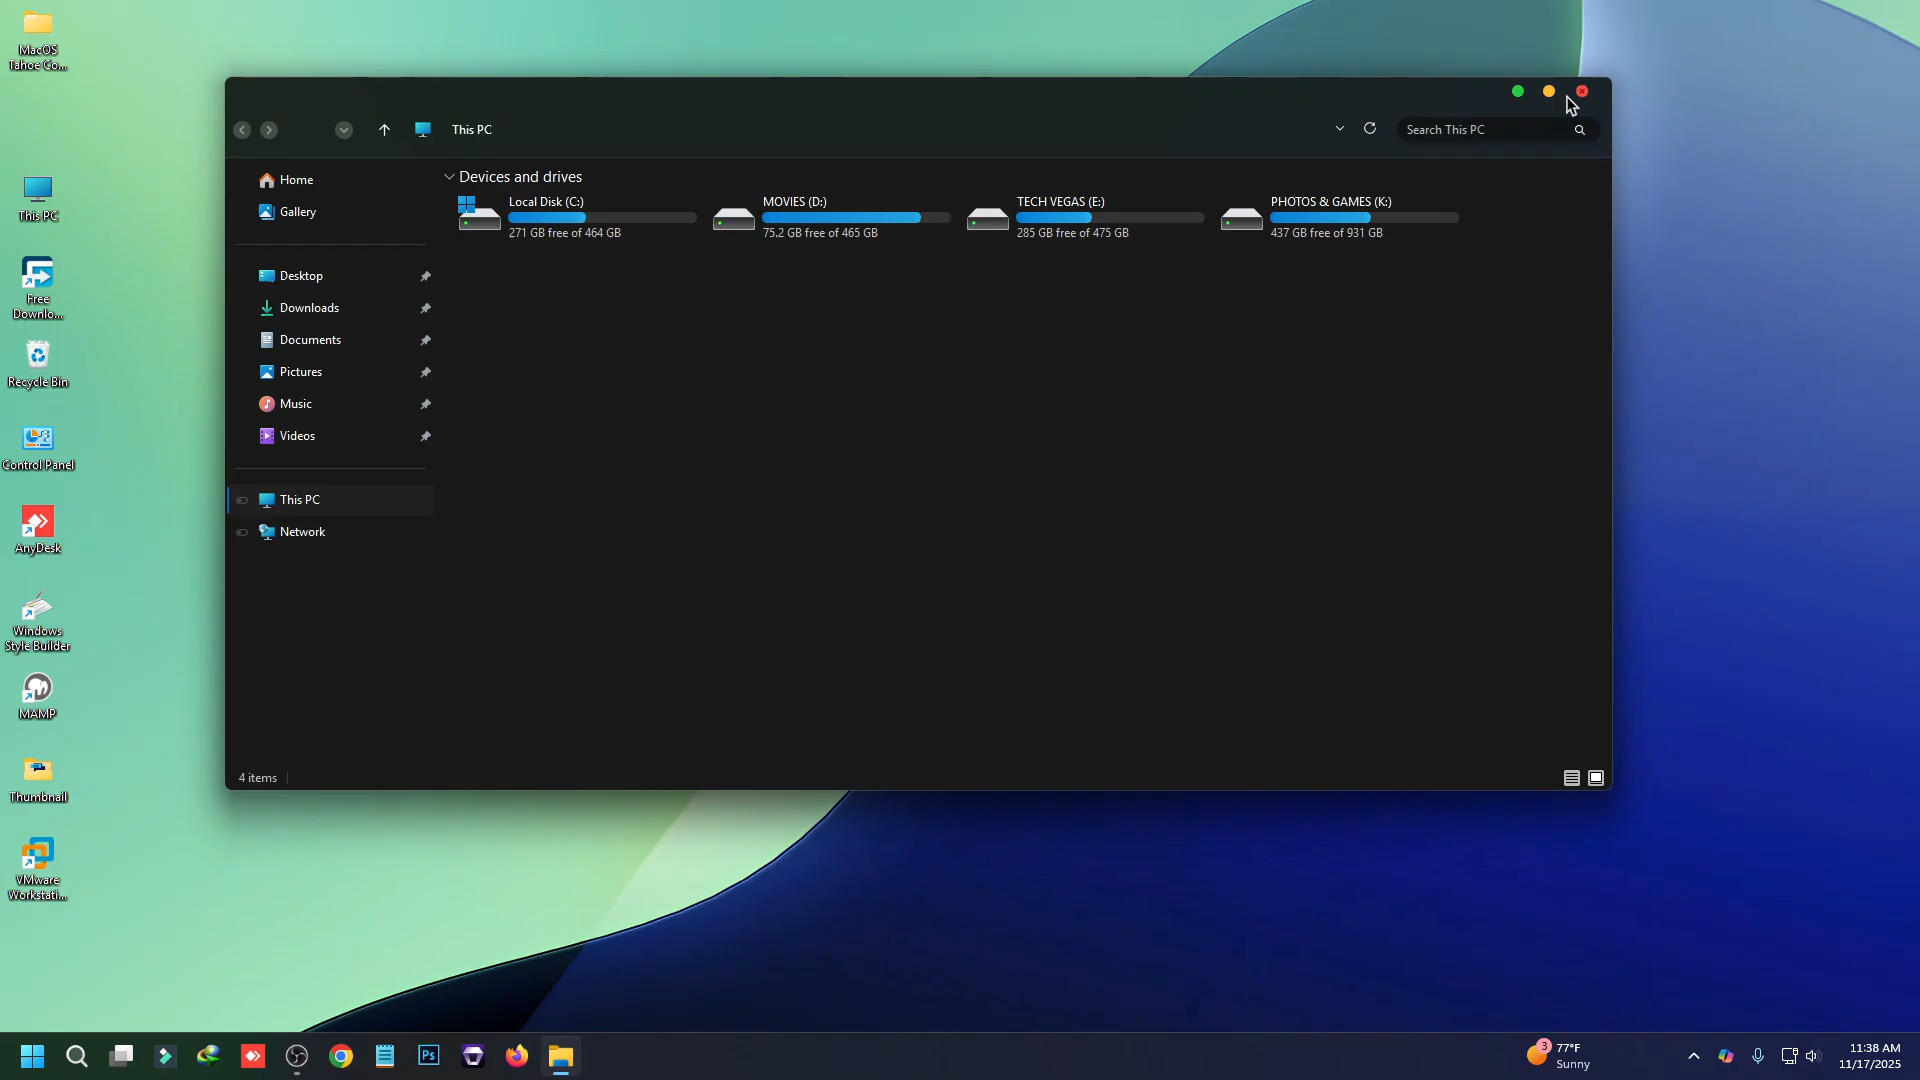 MacOS
Tahoe Co...
This PC
Free
Downlo...
Recycle Bin
Control Panel
AnyDesk
Windows
Style Builder
MAMP
Thumbnail
VMware
Workstati...
This PC
Search This PC
Home
Gallery
Desktop
Downloads
Documents
Pictures
Music
Videos
This PC
Network
Devices and drives
Local Disk (C:)
271 GB free of 464 GB
MOVIES (D:)
75.2 GB free of 465 GB
TECH VEGAS (E:)
285 GB free of 475 GB
PHOTOS & GAMES (K:)
437 GB free of 931 GB
4 items
Ps
3
77°F
Sunny
11:38 AM
11/17/2025